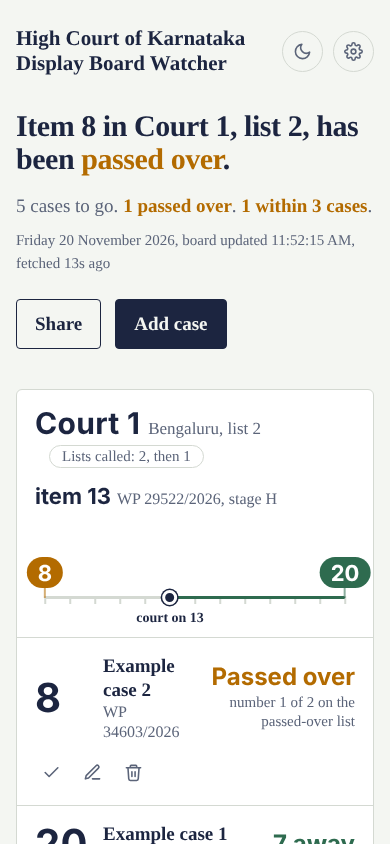 High Court of Karnataka
Display Board Watcher
Item 8 in Court 1, list 2, has
been passed over.
5 cases to go. 1 passed over. 1 within 3 cases.
Friday 20 November 2026, board updated 11:52:15 AM,
fetched 13s ago
Share
Add case
Court 1 Bengaluru, list 2
Lists called: 2, then 1
item 13 WP 29522/2026, stage H
8
20
court on 13
8
Example
case 2
WP
34603/2026
Passed over
number 1 of 2 on the
passed-over list
20
Example case 1
7 away